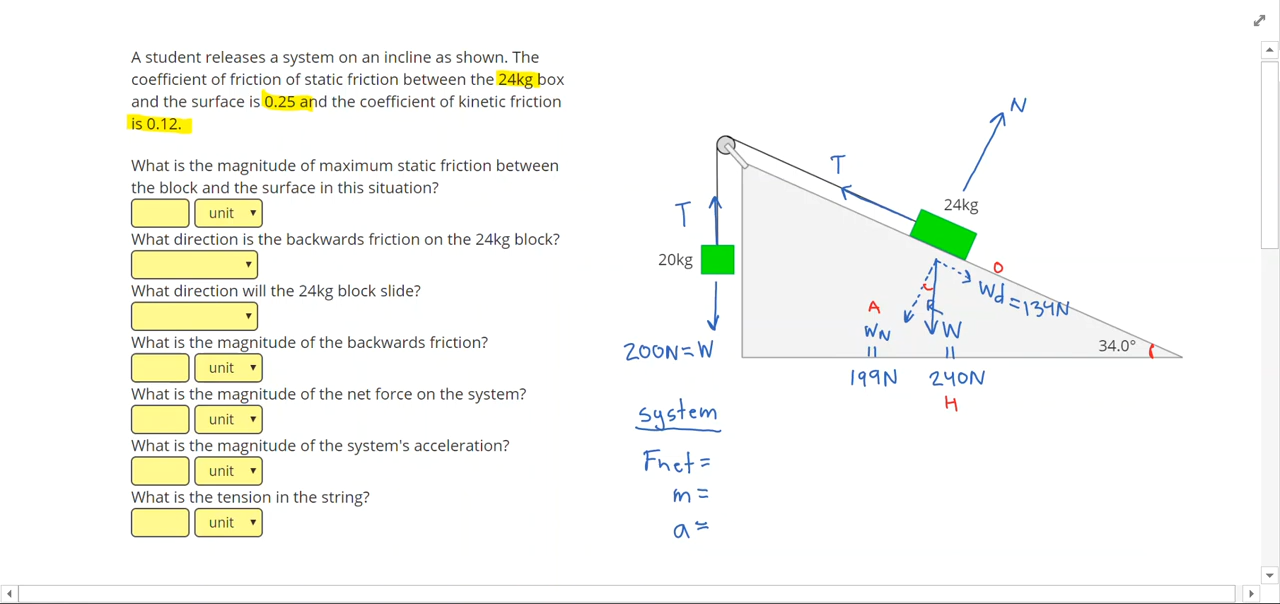 A student releases a system on an incline as shown. The
coefficient of friction of static friction between the 24kg box
and the surface is 0.25 and the coefficient of kinetic friction
is 0.12.
What is the magnitude of maximum static friction between
the block and the surface in this situation?
unit
What direction is the backwards friction on the 24kg block?
What direction will the 24kg block slide?
What is the magnitude of the backwards friction?
unit
What is the magnitude of the net force on the system?
unit
What is the magnitude of the system's acceleration?
unit
What is the tension in the string?
unit
N
T
24kg
T
20kg
O
Wd = 134N
A
WN
W
34.0°
200N = W
199N
240N
H
system
Fnet =
m =
a =